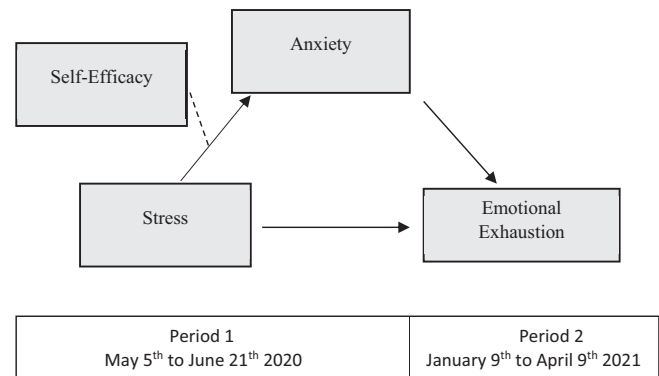 Anxiety
Self-Efficacy
Stress
Emotional
Exhaustion
Period 1
May 5th to June 21th 2020
Period 2
January 9th to April 9th 2021